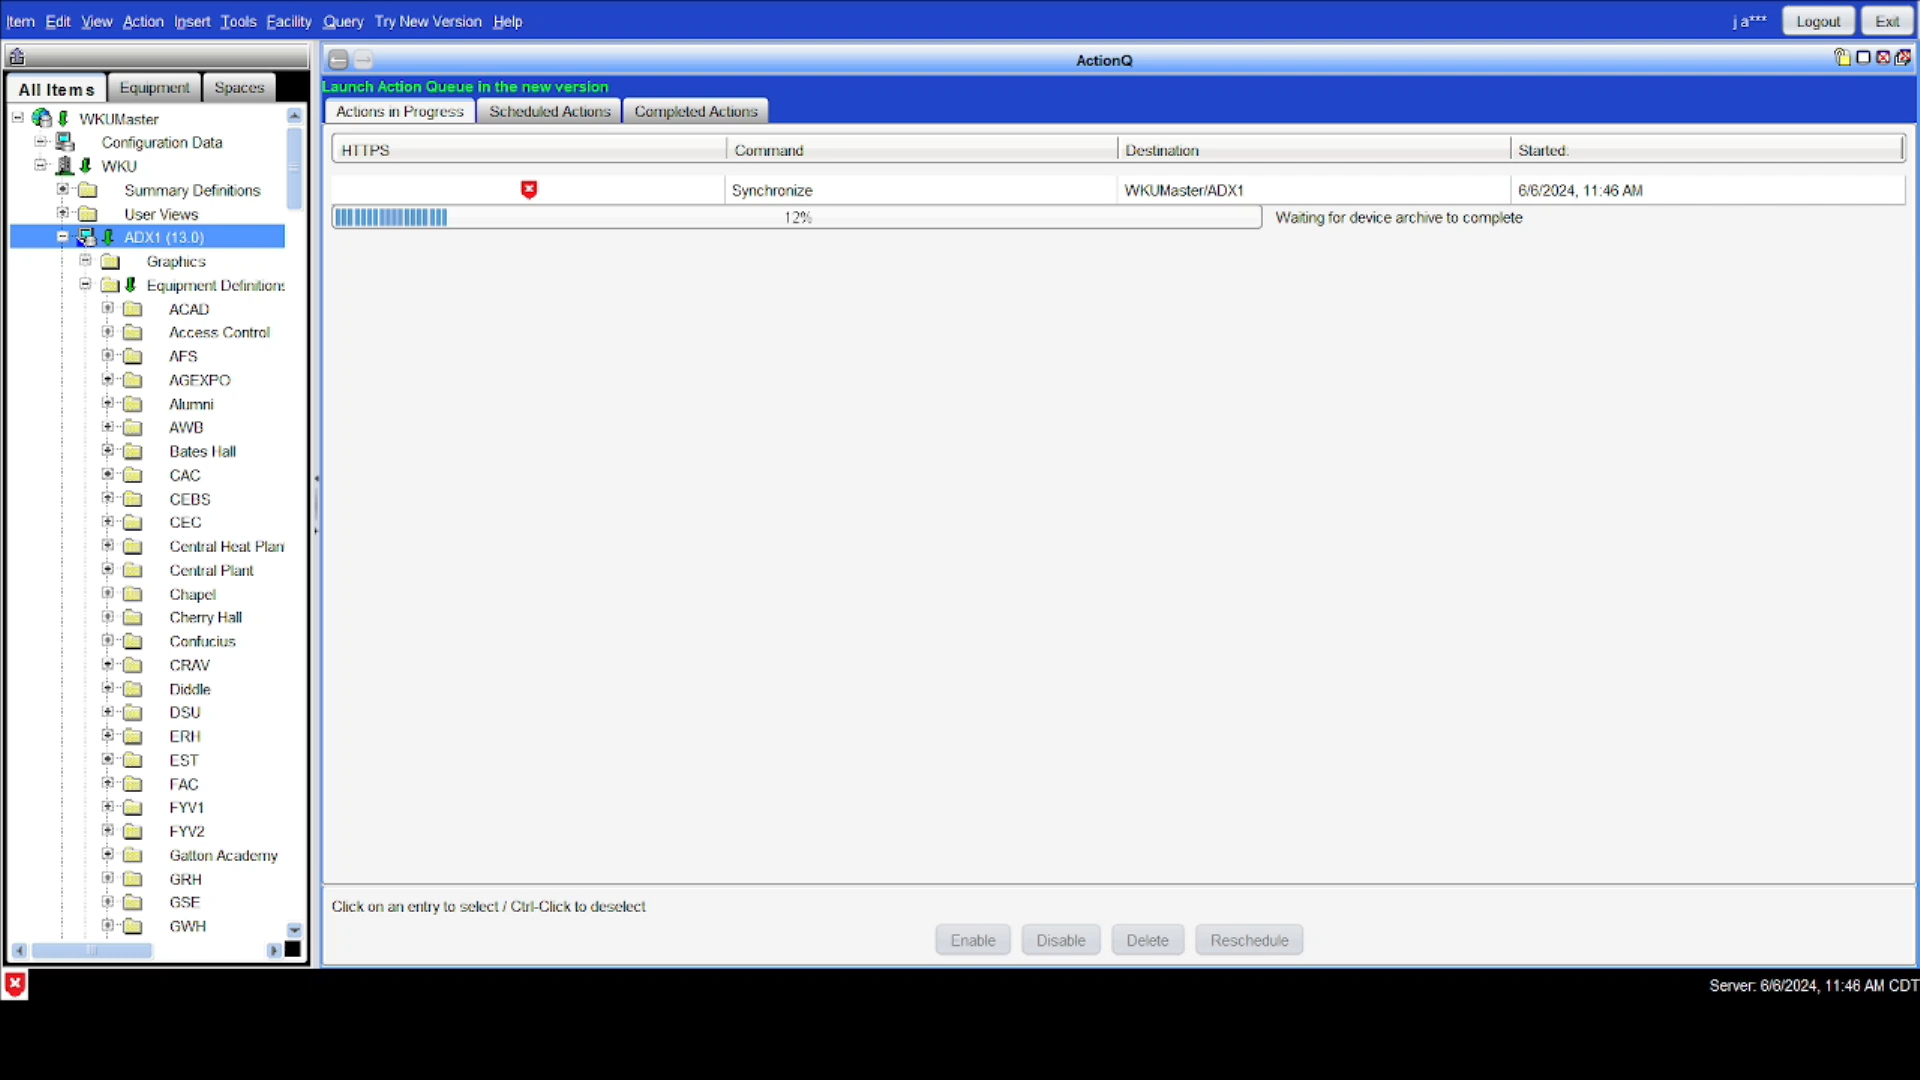 Item Edit View Action Insert Tools Facility Query Try New Version Help
j a***
Logout
Exit
ActionQ
Launch Action Queue in the new version
All Items
Equipment
Spaces
Actions in Progress
Scheduled Actions
Completed Actions
WKUMaster
Configuration Data
WKU
Summary Definitions
User Views
ADX1 (13.0)
Graphics
Equipment Definitions
ACAD
Access Control
AFS
AGEXPO
Alumni
AWB
Bates Hall
CAC
CEBS
CEC
Central Heat Plan
Central Plant
Chapel
Cherry Hall
Confucius
CRAV
Diddle
DSU
ERH
EST
FAC
FYV1
FYV2
Gatton Academy
GRH
GSE
GWH
HTTPS
Command
Destination
Started:
Synchronize
WKUMaster/ADX1
6/6/2024, 11:46 AM
12%
Waiting for device archive to complete
Click on an entry to select / Ctrl-Click to deselect
Enable
Disable
Delete
Reschedule
Server: 6/6/2024, 11:46 AM CDT